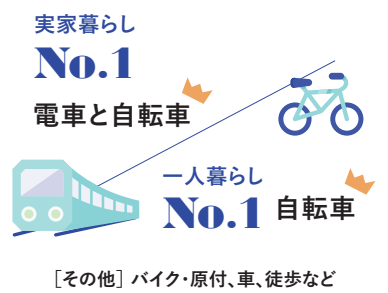 実家暮らし
No.1
電車と自転車
一人暮らし
No.1 自転車
［その他］バイク・原付、車、徒歩など